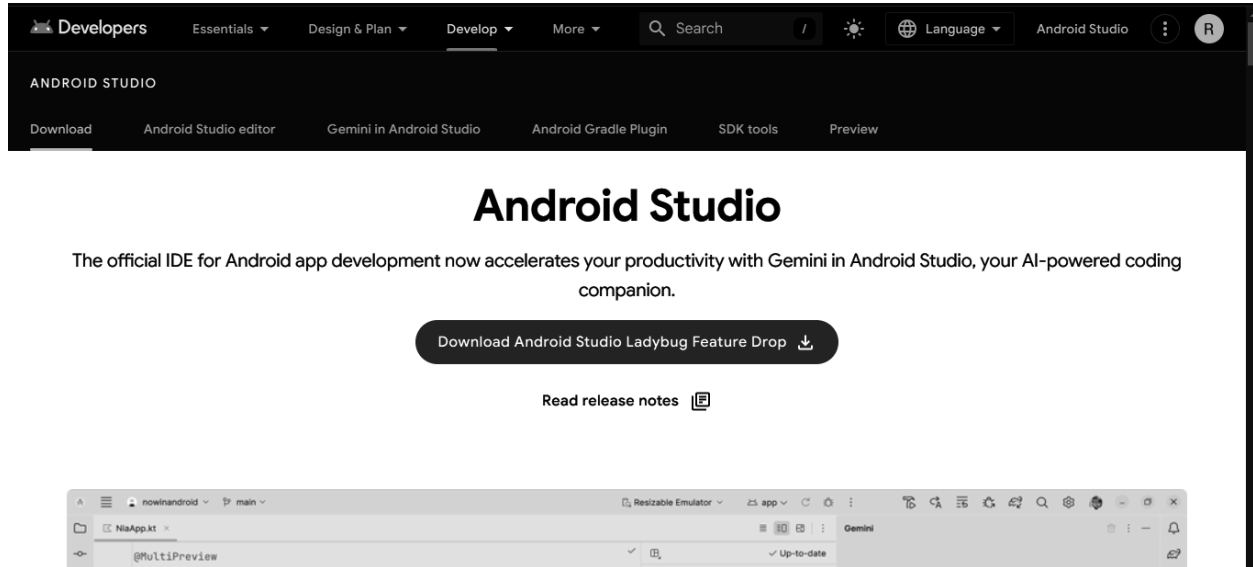 Developers Essentials Design & Plan Develop More Search / Language Android Studio R
ANDROID STUDIO
Download Android Studio editor Gemini in Android Studio Android Gradle Plugin SDK tools Preview
Android Studio
The official IDE for Android app development now accelerates your productivity with Gemini in Android Studio, your AI-powered coding
companion.
Download Android Studio Ladybug Feature Drop
Read release notes
nowinandroid main Resizable Emulator app
NiaApp.kt Gemini
@MultiPreview Up-to-date